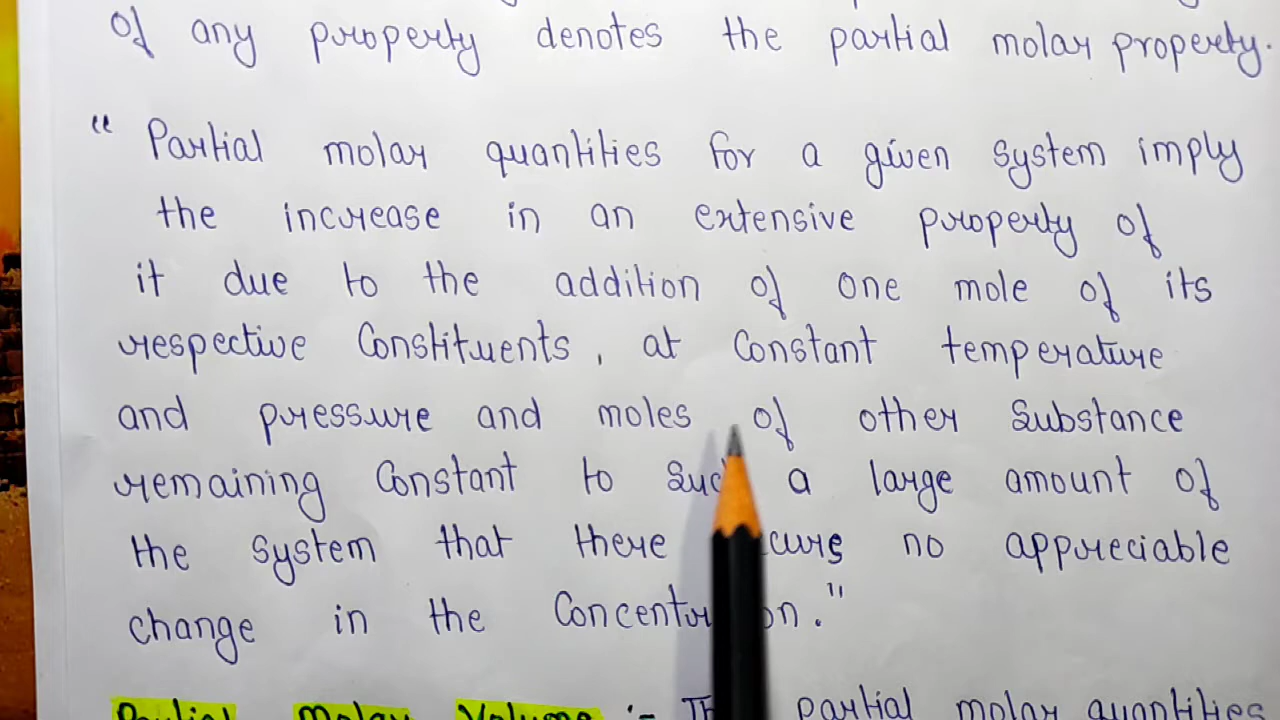 of any property denotes the partial molar property.
“ Partial molar quantities for a given system imply
the increase in an extensive property of
it due to the addition of one mole of its
respective Constituents, at Constant temperature
and pressure and moles of other Substance
remaining Constant to a large amount of
the system that there no appreciable
change in the
Partial Molar Volume :- partial molar quantities